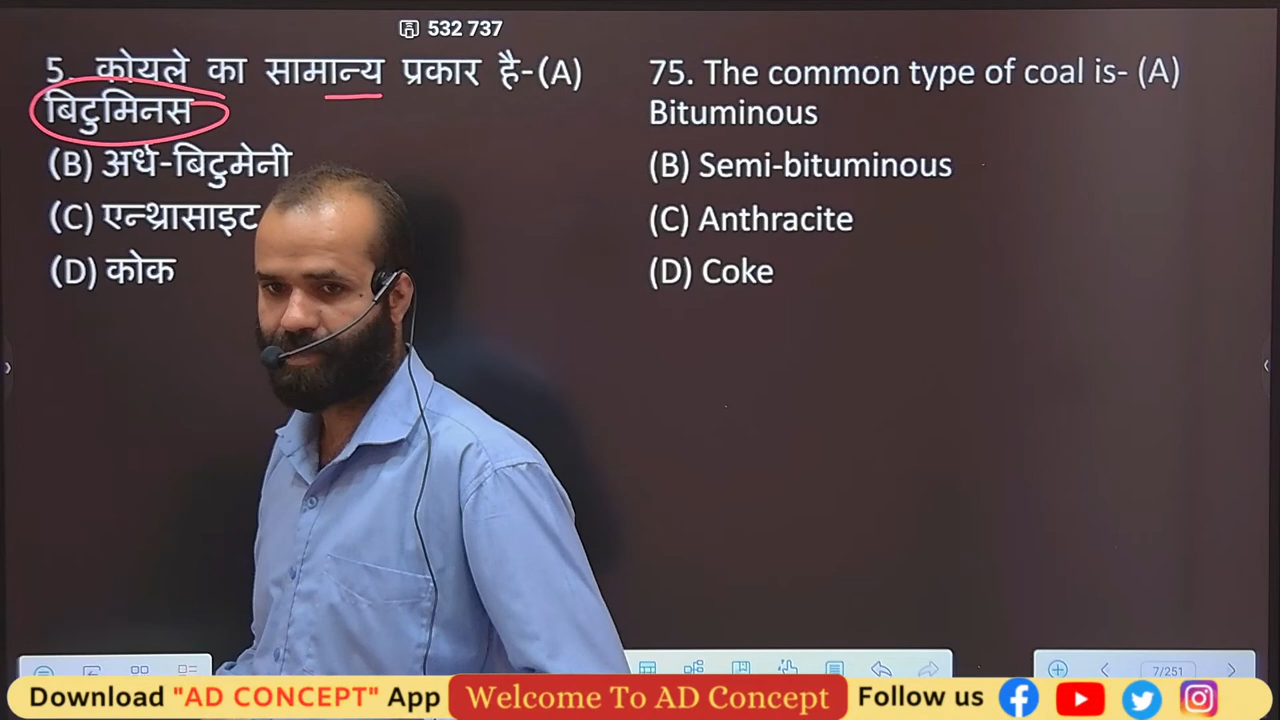 532 737
5. कोयले का सामान्य प्रकार है-(A)
बिटुमिनस
(B) अर्ध-बिटुमेनी
(C) एन्थ्रासाइट
(D) कोक
75. The common type of coal is- (A)
Bituminous
(B) Semi-bituminous
(C) Anthracite
(D) Coke
7/251
Download "AD CONCEPT" App Welcome To AD Concept Follow us